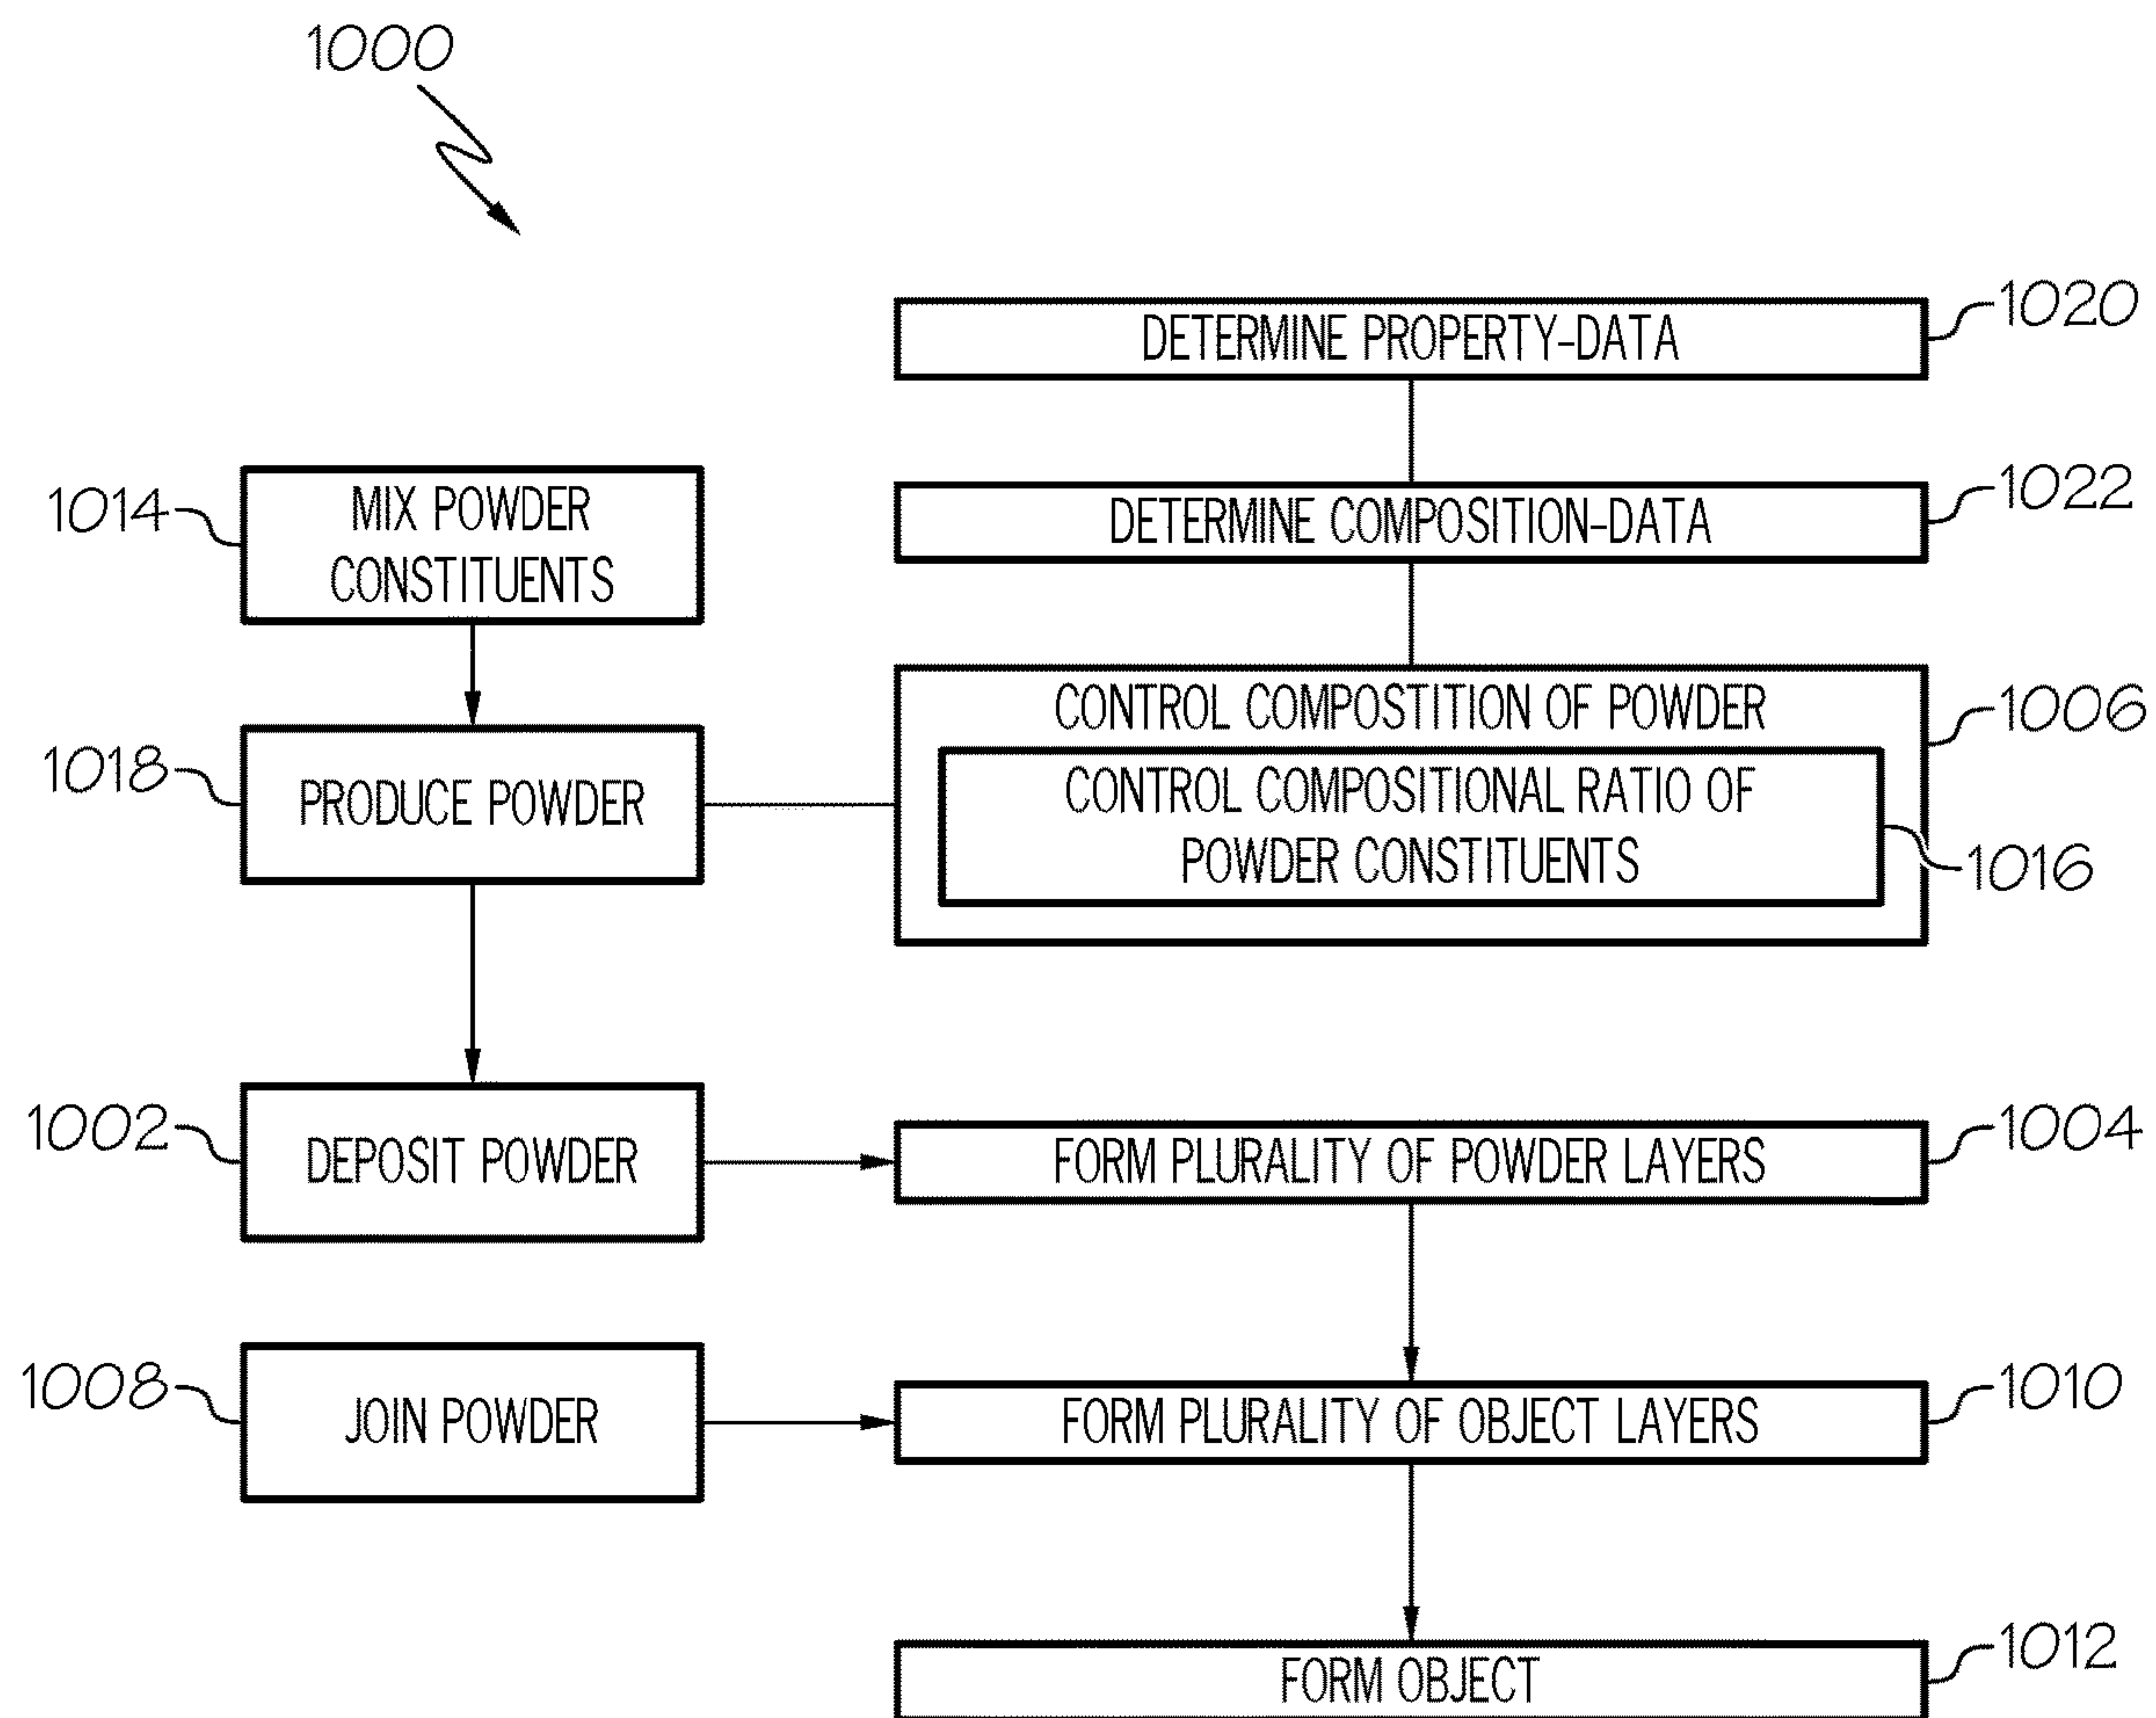 1000
DETERMINE PROPERTY-DATA
1020
1014
MIX POWDER
CONSTITUENTS
DETERMINE COMPOSITION-DATA
1022
1018
PRODUCE POWDER
CONTROL COMPOSTITION OF POWDER
1006
CONTROL COMPOSITIONAL RATIO OF
POWDER CONSTITUENTS
1016
1002
DEPOSIT POWDER
FORM PLURALITY OF POWDER LAYERS
1004
1008
JOIN POWDER
FORM PLURALITY OF OBJECT LAYERS
1010
FORM OBJECT
1012